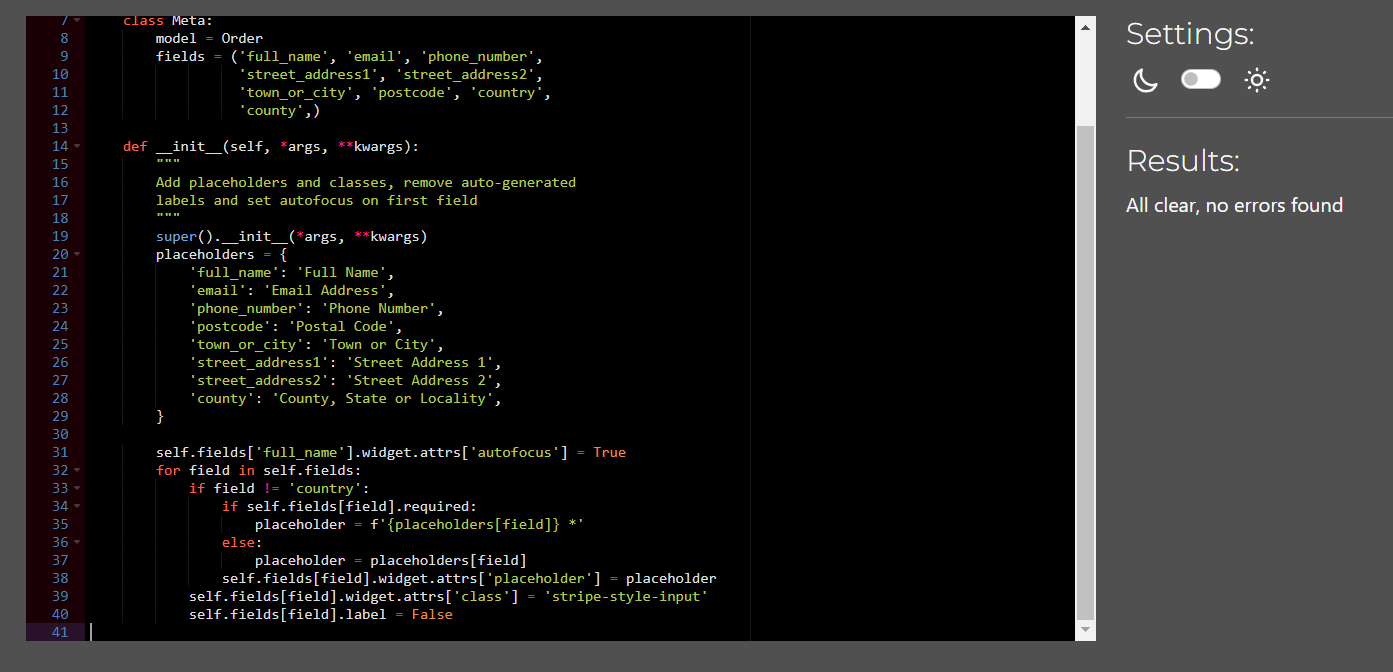 7 class Meta:
8 model = Order
9 fields = ('full_name', 'email', 'phone_number',
10 'street_address1', 'street_address2',
11 'town_or_city', 'postcode', 'country',
12 'county',)
13
14 def __init__(self, *args, **kwargs):
15 """
16 Add placeholders and classes, remove auto-generated
17 labels and set autofocus on first field
18 """
19 super().__init__(*args, **kwargs)
20 placeholders = {
21 'full_name': 'Full Name',
22 'email': 'Email Address',
23 'phone_number': 'Phone Number',
24 'postcode': 'Postal Code',
25 'town_or_city': 'Town or City',
26 'street_address1': 'Street Address 1',
27 'street_address2': 'Street Address 2',
28 'county': 'County, State or Locality',
29 }
30
31 self.fields['full_name'].widget.attrs['autofocus'] = True
32 for field in self.fields:
33 if field != 'country':
34 if self.fields[field].required:
35 placeholder = f'{placeholders[field]} *'
36 else:
37 placeholder = placeholders[field]
38 self.fields[field].widget.attrs['placeholder'] = placeholder
39 self.fields[field].widget.attrs['class'] = 'stripe-style-input'
40 self.fields[field].label = False
41
Settings:
Results:
All clear, no errors found